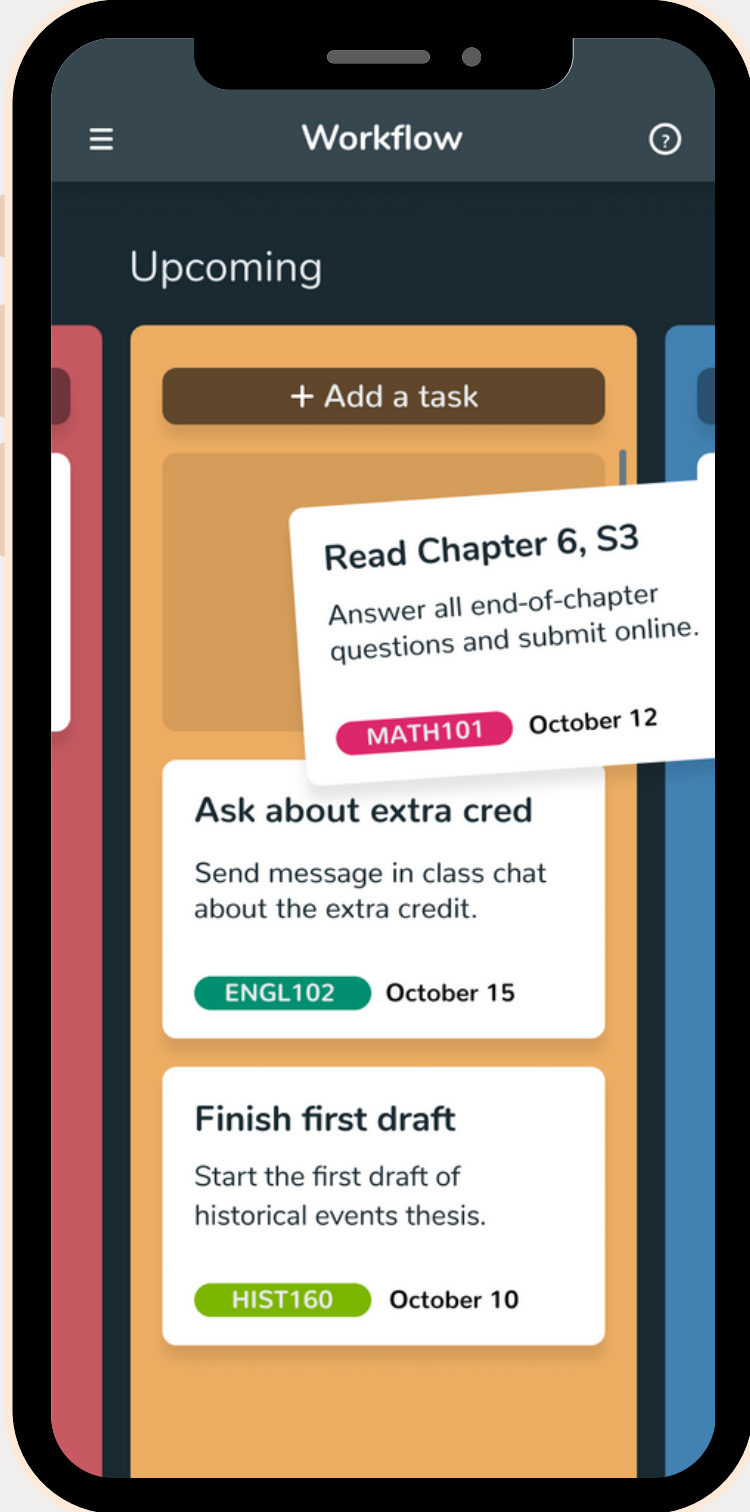 Workflow
?
Upcoming
+ Add a task
Read Chapter 6, S3
Answer all end-of-chapter
questions and submit online.
MATH101 October 12
Ask about extra cred
Send message in class chat
about the extra credit.
ENGL102 October 15
Finish first draft
Start the first draft of
historical events thesis.
HIST160 October 10